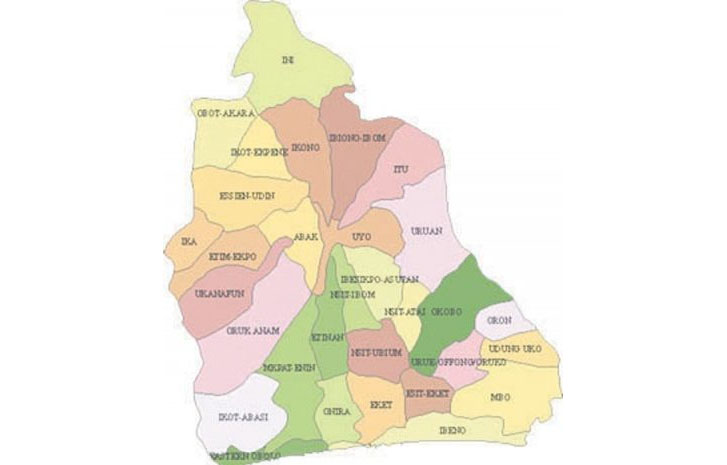 INI
OBOT-AKARA
IKOT-EKPENE
IKONO
IBIONO-IBOM
ITU
ESSIEN-UDIN
IKA
ABAK
UYO
URUAN
ETIM-EKPO
IBESIKPO-ASUTAN
UKANAFUN
NSIT-IBOM
NSIT-ATAI
OKOBO
ORON
ORUK ANAM
ETINAN
NSIT-UBIUM
URUE-OFFONG/ORUKO
UDUNG UKO
MKPAT-ENIN
ESIT-EKET
MBO
IKOT-ABASI
ONIRA
EKET
IBENO
EASTERN OBOLO